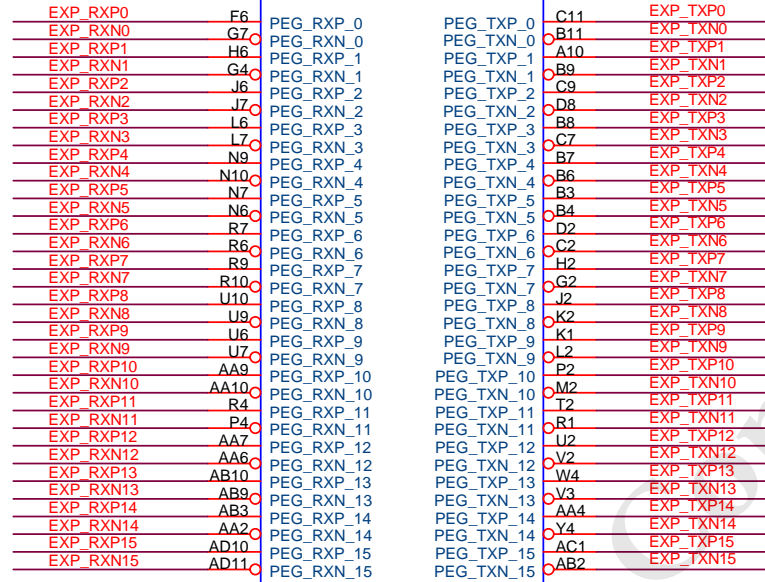 EXP_RXP0 F6 PEG_RXP_0 PEG_TXP_0 C11 EXP_TXP0
EXP_RXN0 G7 PEG_RXN_0 PEG_TXN_0 B11 EXP_TXN0
EXP_RXP1 H6 PEG_RXP_1 PEG_TXP_1 A10 EXP_TXP1
EXP_RXN1 G4 PEG_RXN_1 PEG_TXN_1 B9 EXP_TXN1
EXP_RXP2 J6 PEG_RXP_2 PEG_TXP_2 C9 EXP_TXP2
EXP_RXN2 J7 PEG_RXN_2 PEG_TXN_2 D8 EXP_TXN2
EXP_RXP3 L6 PEG_RXP_3 PEG_TXP_3 B8 EXP_TXP3
EXP_RXN3 L7 PEG_RXN_3 PEG_TXN_3 C7 EXP_TXN3
EXP_RXP4 N9 PEG_RXP_4 PEG_TXP_4 B7 EXP_TXP4
EXP_RXN4 N10 PEG_RXN_4 PEG_TXN_4 B6 EXP_TXN4
EXP_RXP5 N7 PEG_RXP_5 PEG_TXP_5 B3 EXP_TXP5
EXP_RXN5 N6 PEG_RXN_5 PEG_TXN_5 B4 EXP_TXN5
EXP_RXP6 R7 PEG_RXP_6 PEG_TXP_6 D2 EXP_TXP6
EXP_RXN6 R6 PEG_RXN_6 PEG_TXN_6 C2 EXP_TXN6
EXP_RXP7 R9 PEG_RXP_7 PEG_TXP_7 H2 EXP_TXP7
EXP_RXN7 R10 PEG_RXN_7 PEG_TXN_7 G2 EXP_TXN7
EXP_RXP8 U10 PEG_RXP_8 PEG_TXP_8 J2 EXP_TXP8
EXP_RXN8 U9 PEG_RXN_8 PEG_TXN_8 K2 EXP_TXN8
EXP_RXP9 U6 PEG_RXP_9 PEG_TXP_9 K1 EXP_TXP9
EXP_RXN9 U7 PEG_RXN_9 PEG_TXN_9 L2 EXP_TXN9
EXP_RXP10 AA9 PEG_RXP_10 PEG_TXP_10 P2 EXP_TXP10
EXP_RXN10 AA10 PEG_RXN_10 PEG_TXN_10 M2 EXP_TXN10
EXP_RXP11 R4 PEG_RXP_11 PEG_TXP_11 T2 EXP_TXP11
EXP_RXN11 P4 PEG_RXN_11 PEG_TXN_11 R1 EXP_TXN11
EXP_RXP12 AA7 PEG_RXP_12 PEG_TXP_12 U2 EXP_TXP12
EXP_RXN12 AA6 PEG_RXN_12 PEG_TXN_12 V2 EXP_TXN12
EXP_RXP13 AB10 PEG_RXP_13 PEG_TXP_13 W4 EXP_TXP13
EXP_RXN13 AB9 PEG_RXN_13 PEG_TXN_13 V3 EXP_TXN13
EXP_RXP14 AB3 PEG_RXP_14 PEG_TXP_14 AA4 EXP_TXP14
EXP_RXN14 AA2 PEG_RXN_14 PEG_TXN_14 Y4 EXP_TXN14
EXP_RXP15 AD10 PEG_RXP_15 PEG_TXP_15 AC1 EXP_TXP15
EXP_RXN15 AD11 PEG_RXN_15 PEG_TXN_15 AB2 EXP_TXN15